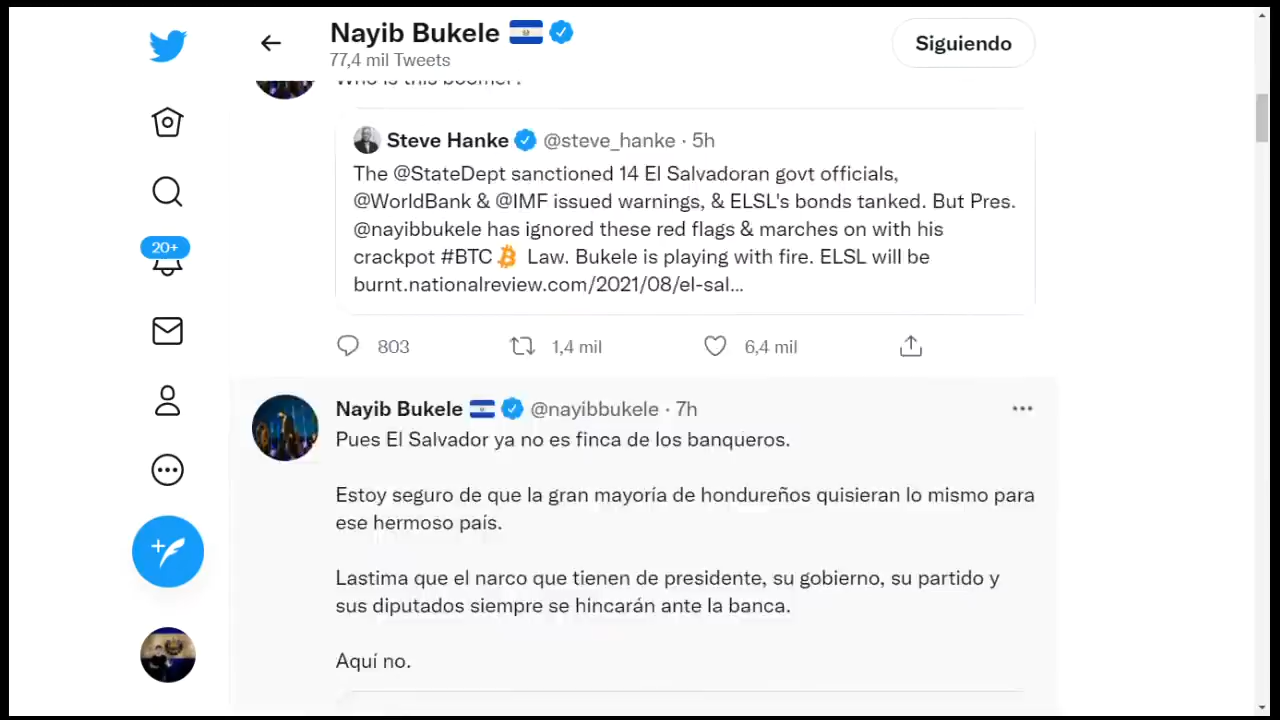 Nayib Bukele
77,4 mil Tweets
Siguiendo
Who is this boomer?
Steve Hanke @steve_hanke · 5h
The @StateDept sanctioned 14 El Salvadoran govt officials,
@WorldBank & @IMF issued warnings, & ELSL's bonds tanked. But Pres.
@nayibbukele has ignored these red flags & marches on with his
crackpot #BTC Law. Bukele is playing with fire. ELSL will be
burnt.nationalreview.com/2021/08/el-sal...
803
1,4 mil
6,4 mil
20+
Nayib Bukele @nayibbukele · 7h
Pues El Salvador ya no es finca de los banqueros.
Estoy seguro de que la gran mayoría de hondureños quisieran lo mismo para
ese hermoso país.
Lastima que el narco que tienen de presidente, su gobierno, su partido y
sus diputados siempre se hincarán ante la banca.
Aquí no.